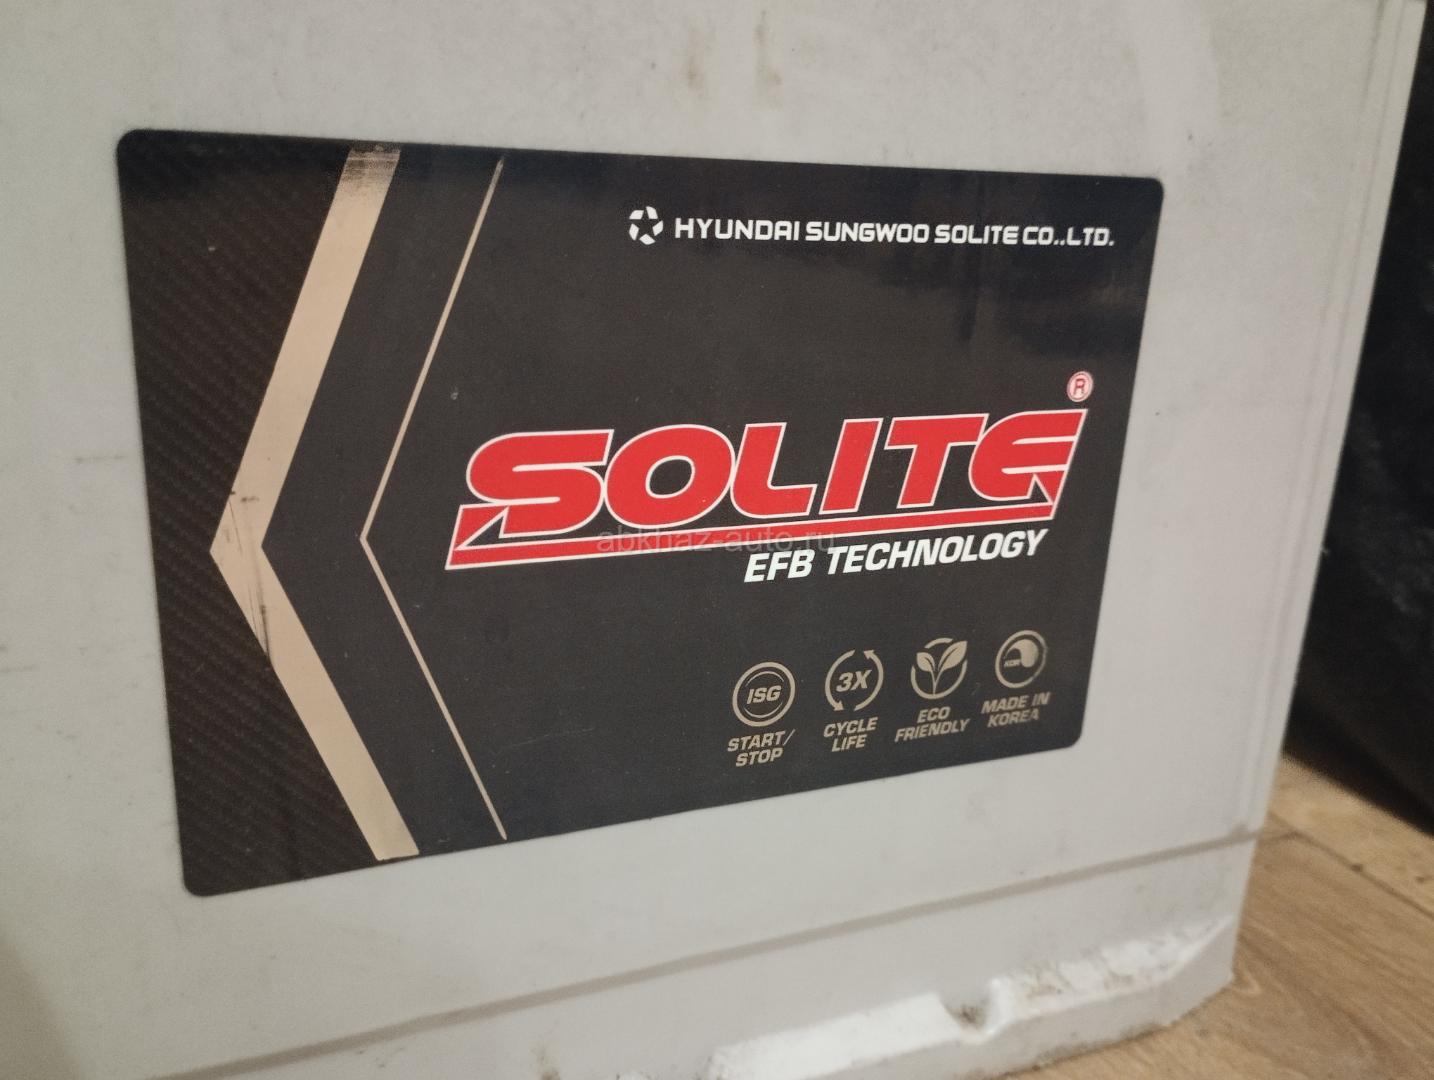 HYUNDAI SUNGWOO SOLITE CO.,LTD.
®
SOLITE
abkhaz-auto.ru
EFB TECHNOLOGY
ISG
3X
KOR
START/
STOP
CYCLE
LIFE
ECO
FRIENDLY
MADE IN
KOREA